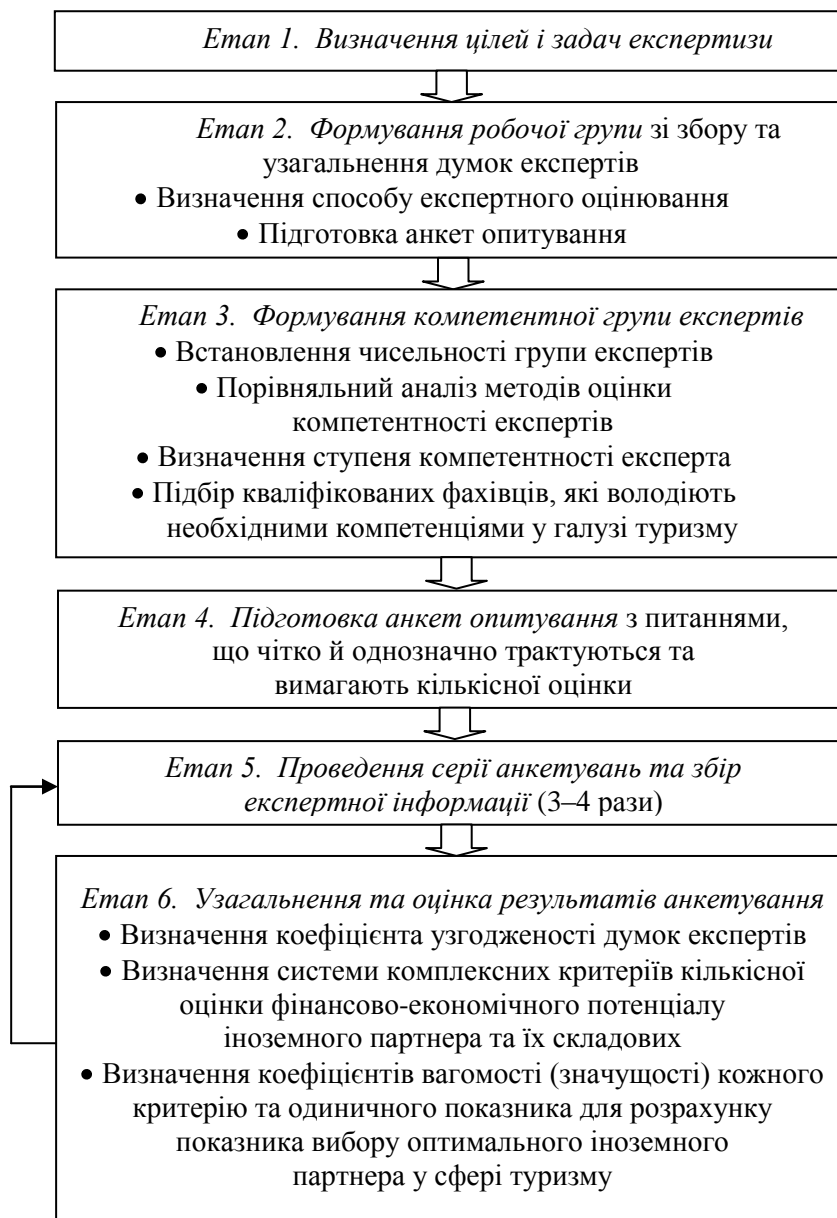 Етап 1. Визначення цілей і задач експертизи
Етап 2. Формування робочої групи зі збору та
узагальнення думок експертів
• Визначення способу експертного оцінювання
• Підготовка анкет опитування
Етап 3. Формування компетентної групи експертів
• Встановлення чисельності групи експертів
• Порівняльний аналіз методів оцінки
компетентності експертів
• Визначення ступеня компетентності експерта
• Підбір кваліфікованих фахівців, які володіють
необхідними компетенціями у галузі туризму
Етап 4. Підготовка анкет опитування з питаннями,
що чітко й однозначно трактуються та
вимагають кількісної оцінки
Етап 5. Проведення серії анкетувань та збір
експертної інформації (3–4 рази)
Етап 6. Узагальнення та оцінка результатів анкетування
• Визначення коефіцієнта узгодженості думок експертів
• Визначення системи комплексних критеріїв кількісної
оцінки фінансово-економічного потенціалу
іноземного партнера та їх складових
• Визначення коефіцієнтів вагомості (значущості) кожного
критерію та одиничного показника для розрахунку
показника вибору оптимального іноземного
партнера у сфері туризму